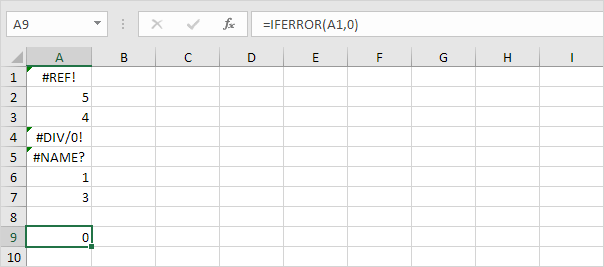 A9 fx =IFERROR(A1,0)
A B C D E F G H I
1 #REF!
2 5
3 4
4 #DIV/0!
5 #NAME?
6 1
7 3
8
9 0
10